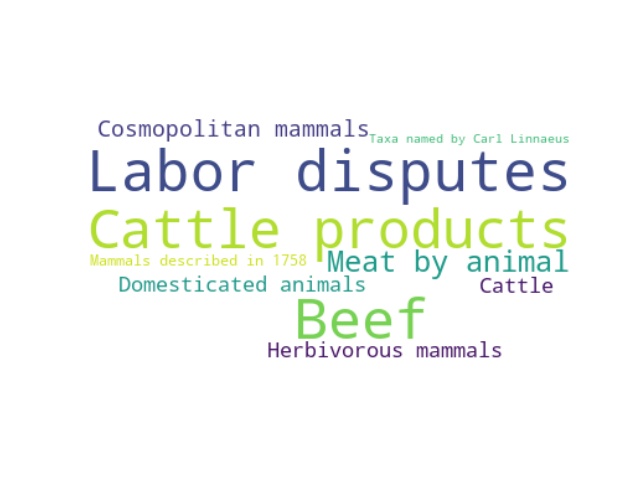 Cosmopolitan mammals
Taxa named by Carl Linnaeus
Labor disputes
Cattle products
Mammals described in 1758
Meat by animal
Domesticated animals
Cattle
Beef
Herbivorous mammals